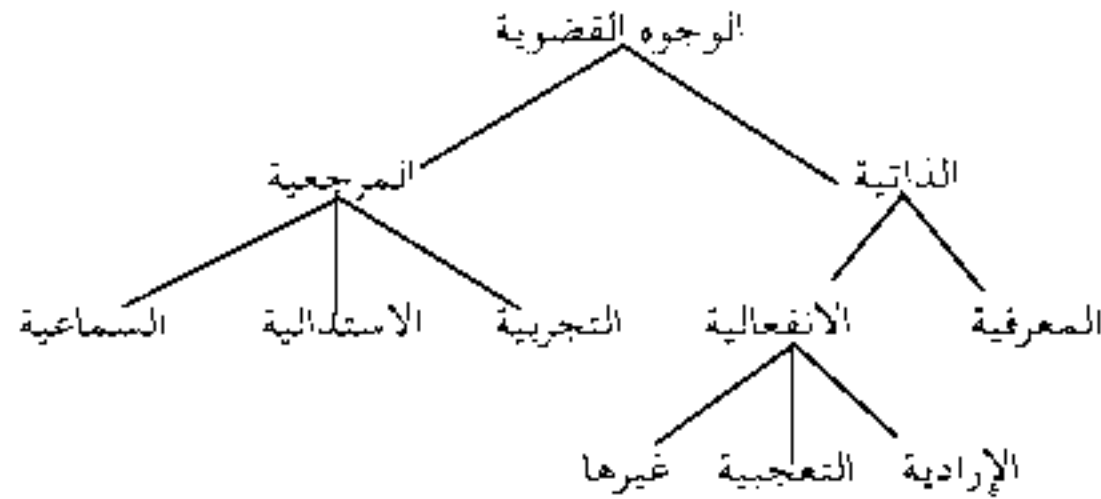 الوجوه القضوية
الذاتية المرجعية
المعرفية الانفعالية التجريبية الاستدلالية السماعية
الإرادية التعجبية غيرها